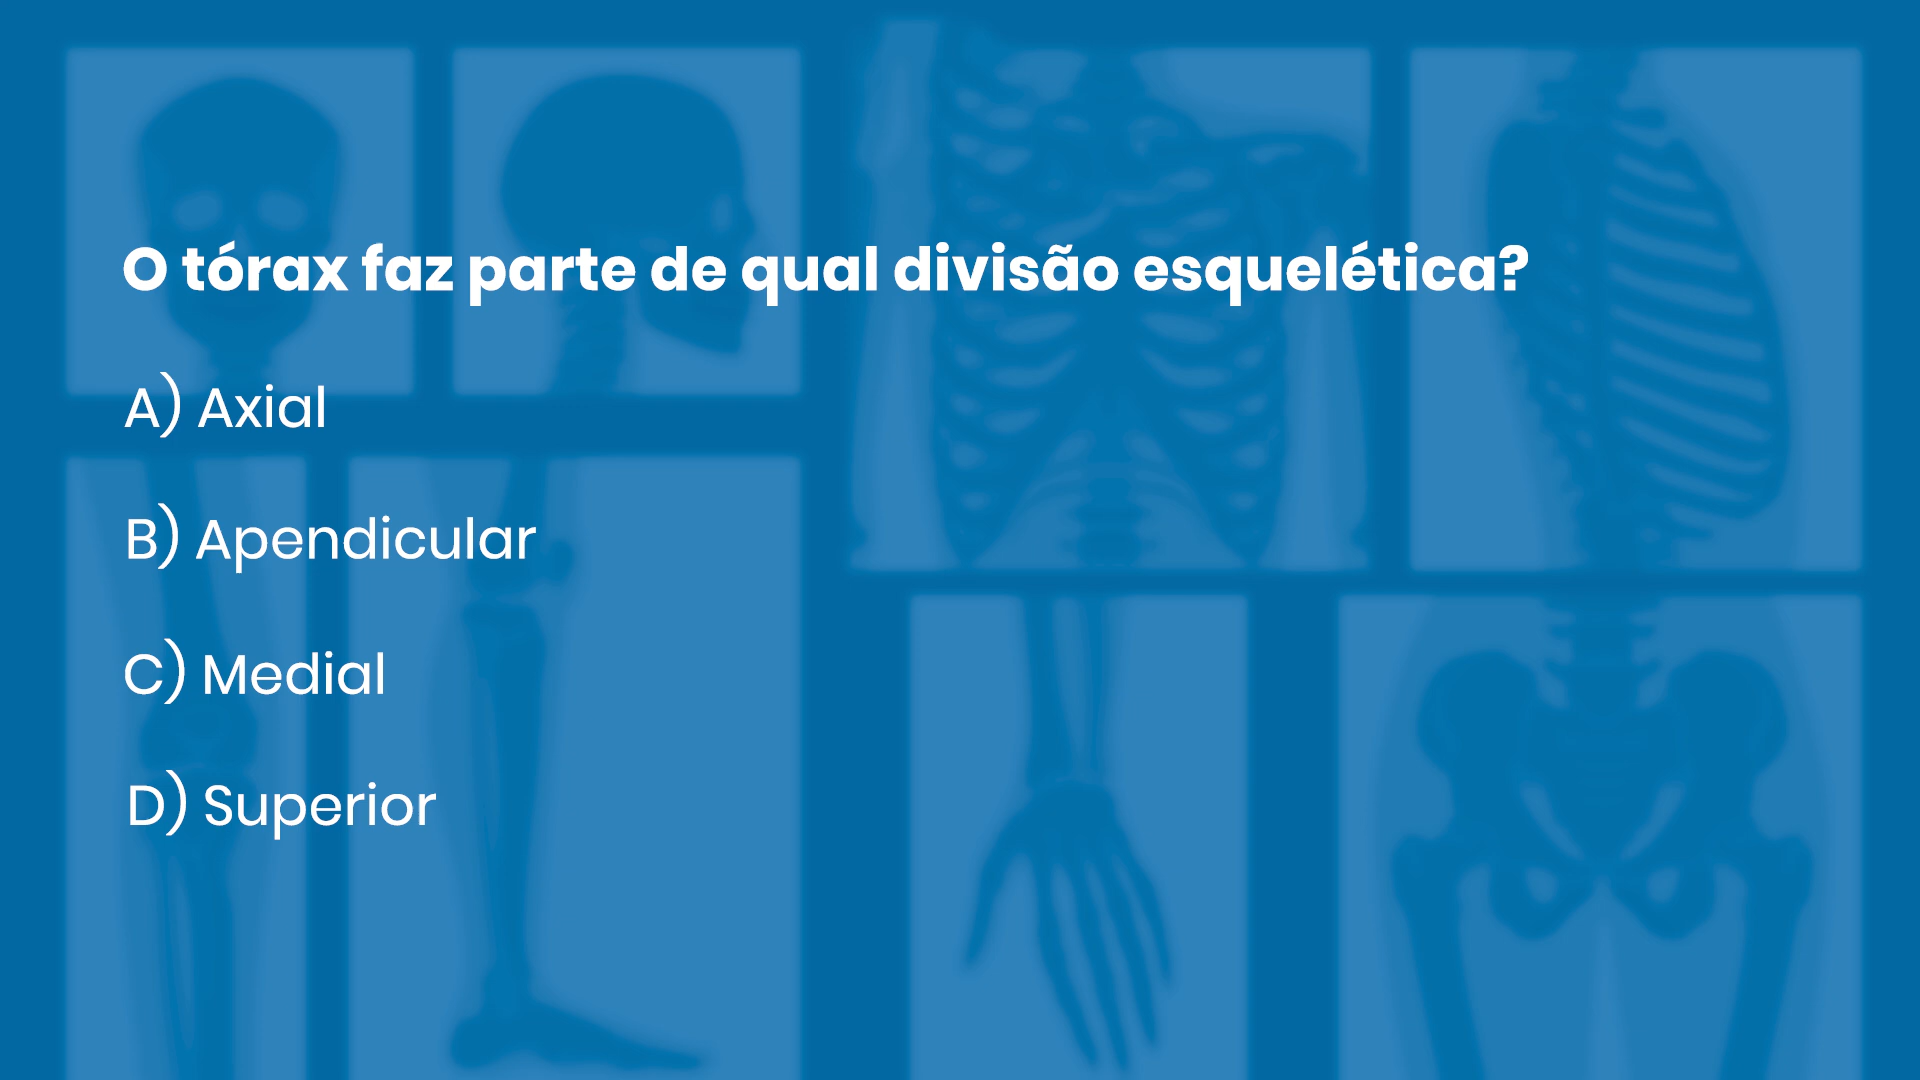 O tórax faz parte de qual divisão esquelética?
A) Axial
B) Apendicular
C) Medial
D) Superior